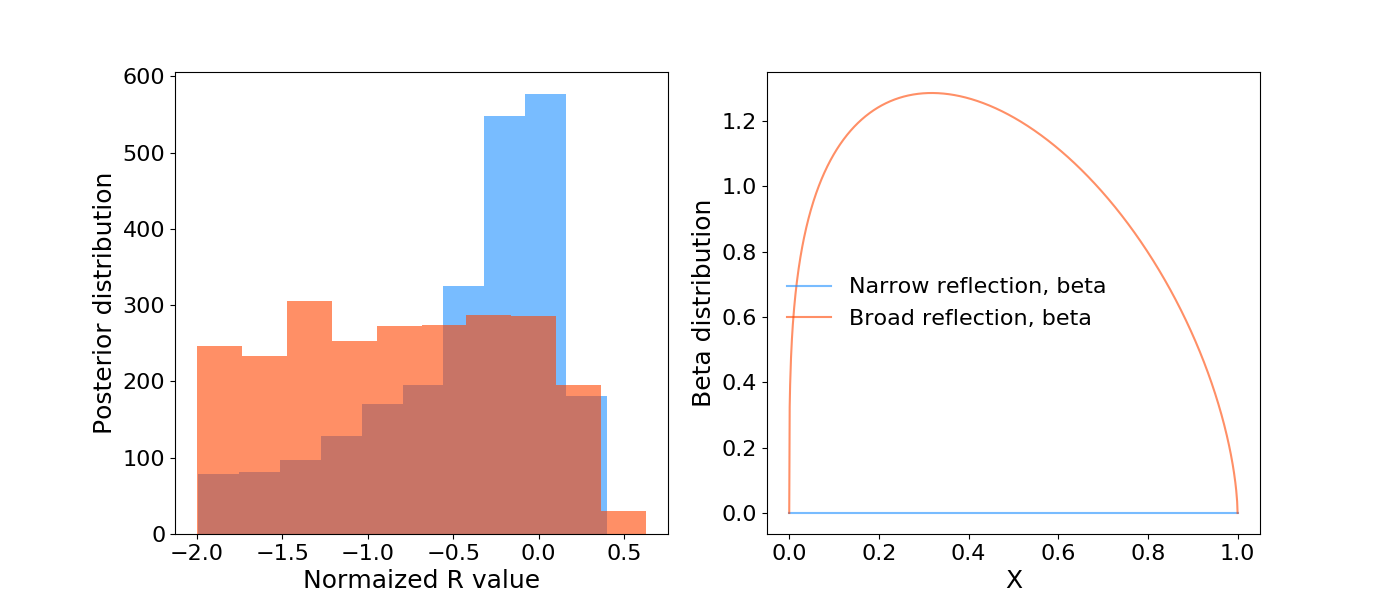 600
500
400
300
200
100
0
−2.0 −1.5 −1.0 −0.5 0.0 0.5
Normaized R value
Posterior distribution
1.2
1.0
0.8
0.6
0.4
0.2
0.0
0.0 0.2 0.4 0.6 0.8 1.0
X
Beta distribution
Narrow reflection, beta
Broad reflection, beta